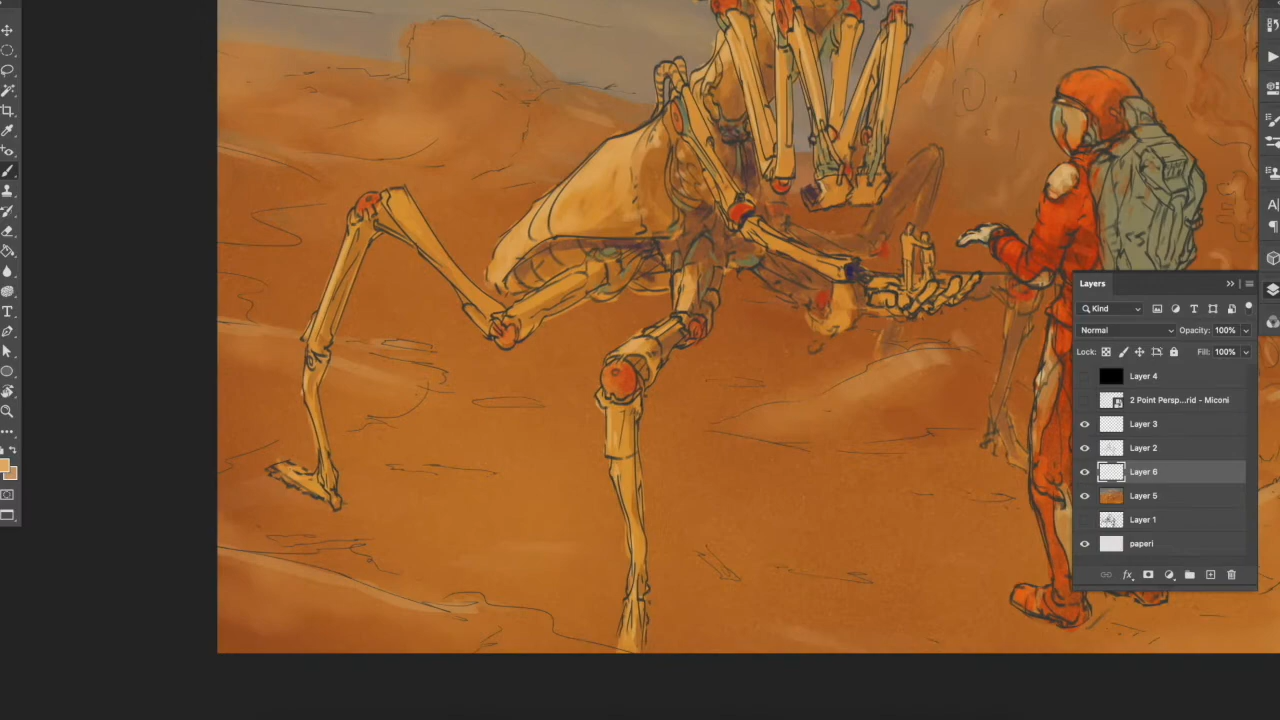 Layers
Kind
Normal
Opacity: 100%
Lock:
Fill: 100%
Layer 4
2 Point Persp...rid - Miconi
Layer 3
Layer 2
Layer 6
Layer 5
Layer 1
paperi